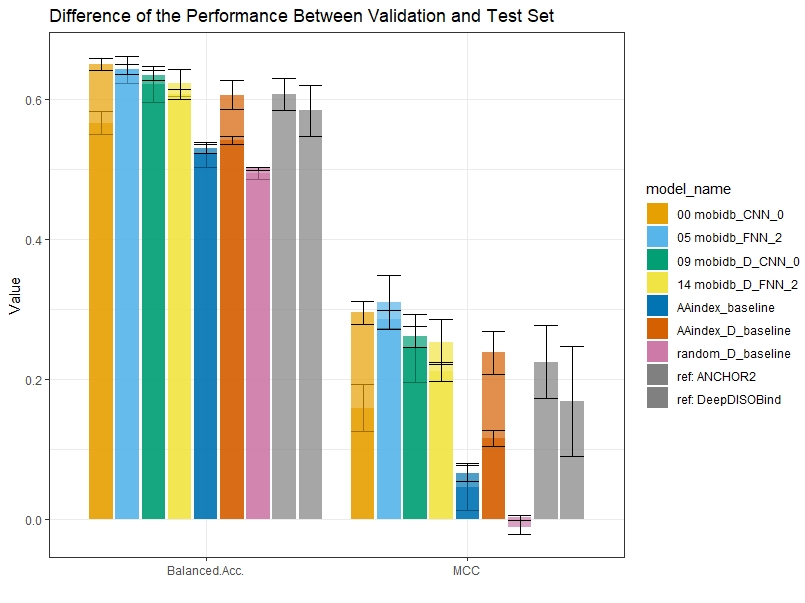 Difference of the Performance Between Validation and Test Set
Value
0.6
0.4
0.2
0.0
Balanced.Acc.
MCC
model_name
00 mobidb_CNN_0
05 mobidb_FNN_2
09 mobidb_D_CNN_0
14 mobidb_D_FNN_2
AAindex_baseline
AAindex_D_baseline
random_D_baseline
ref: ANCHOR2
ref: DeepDISOBind